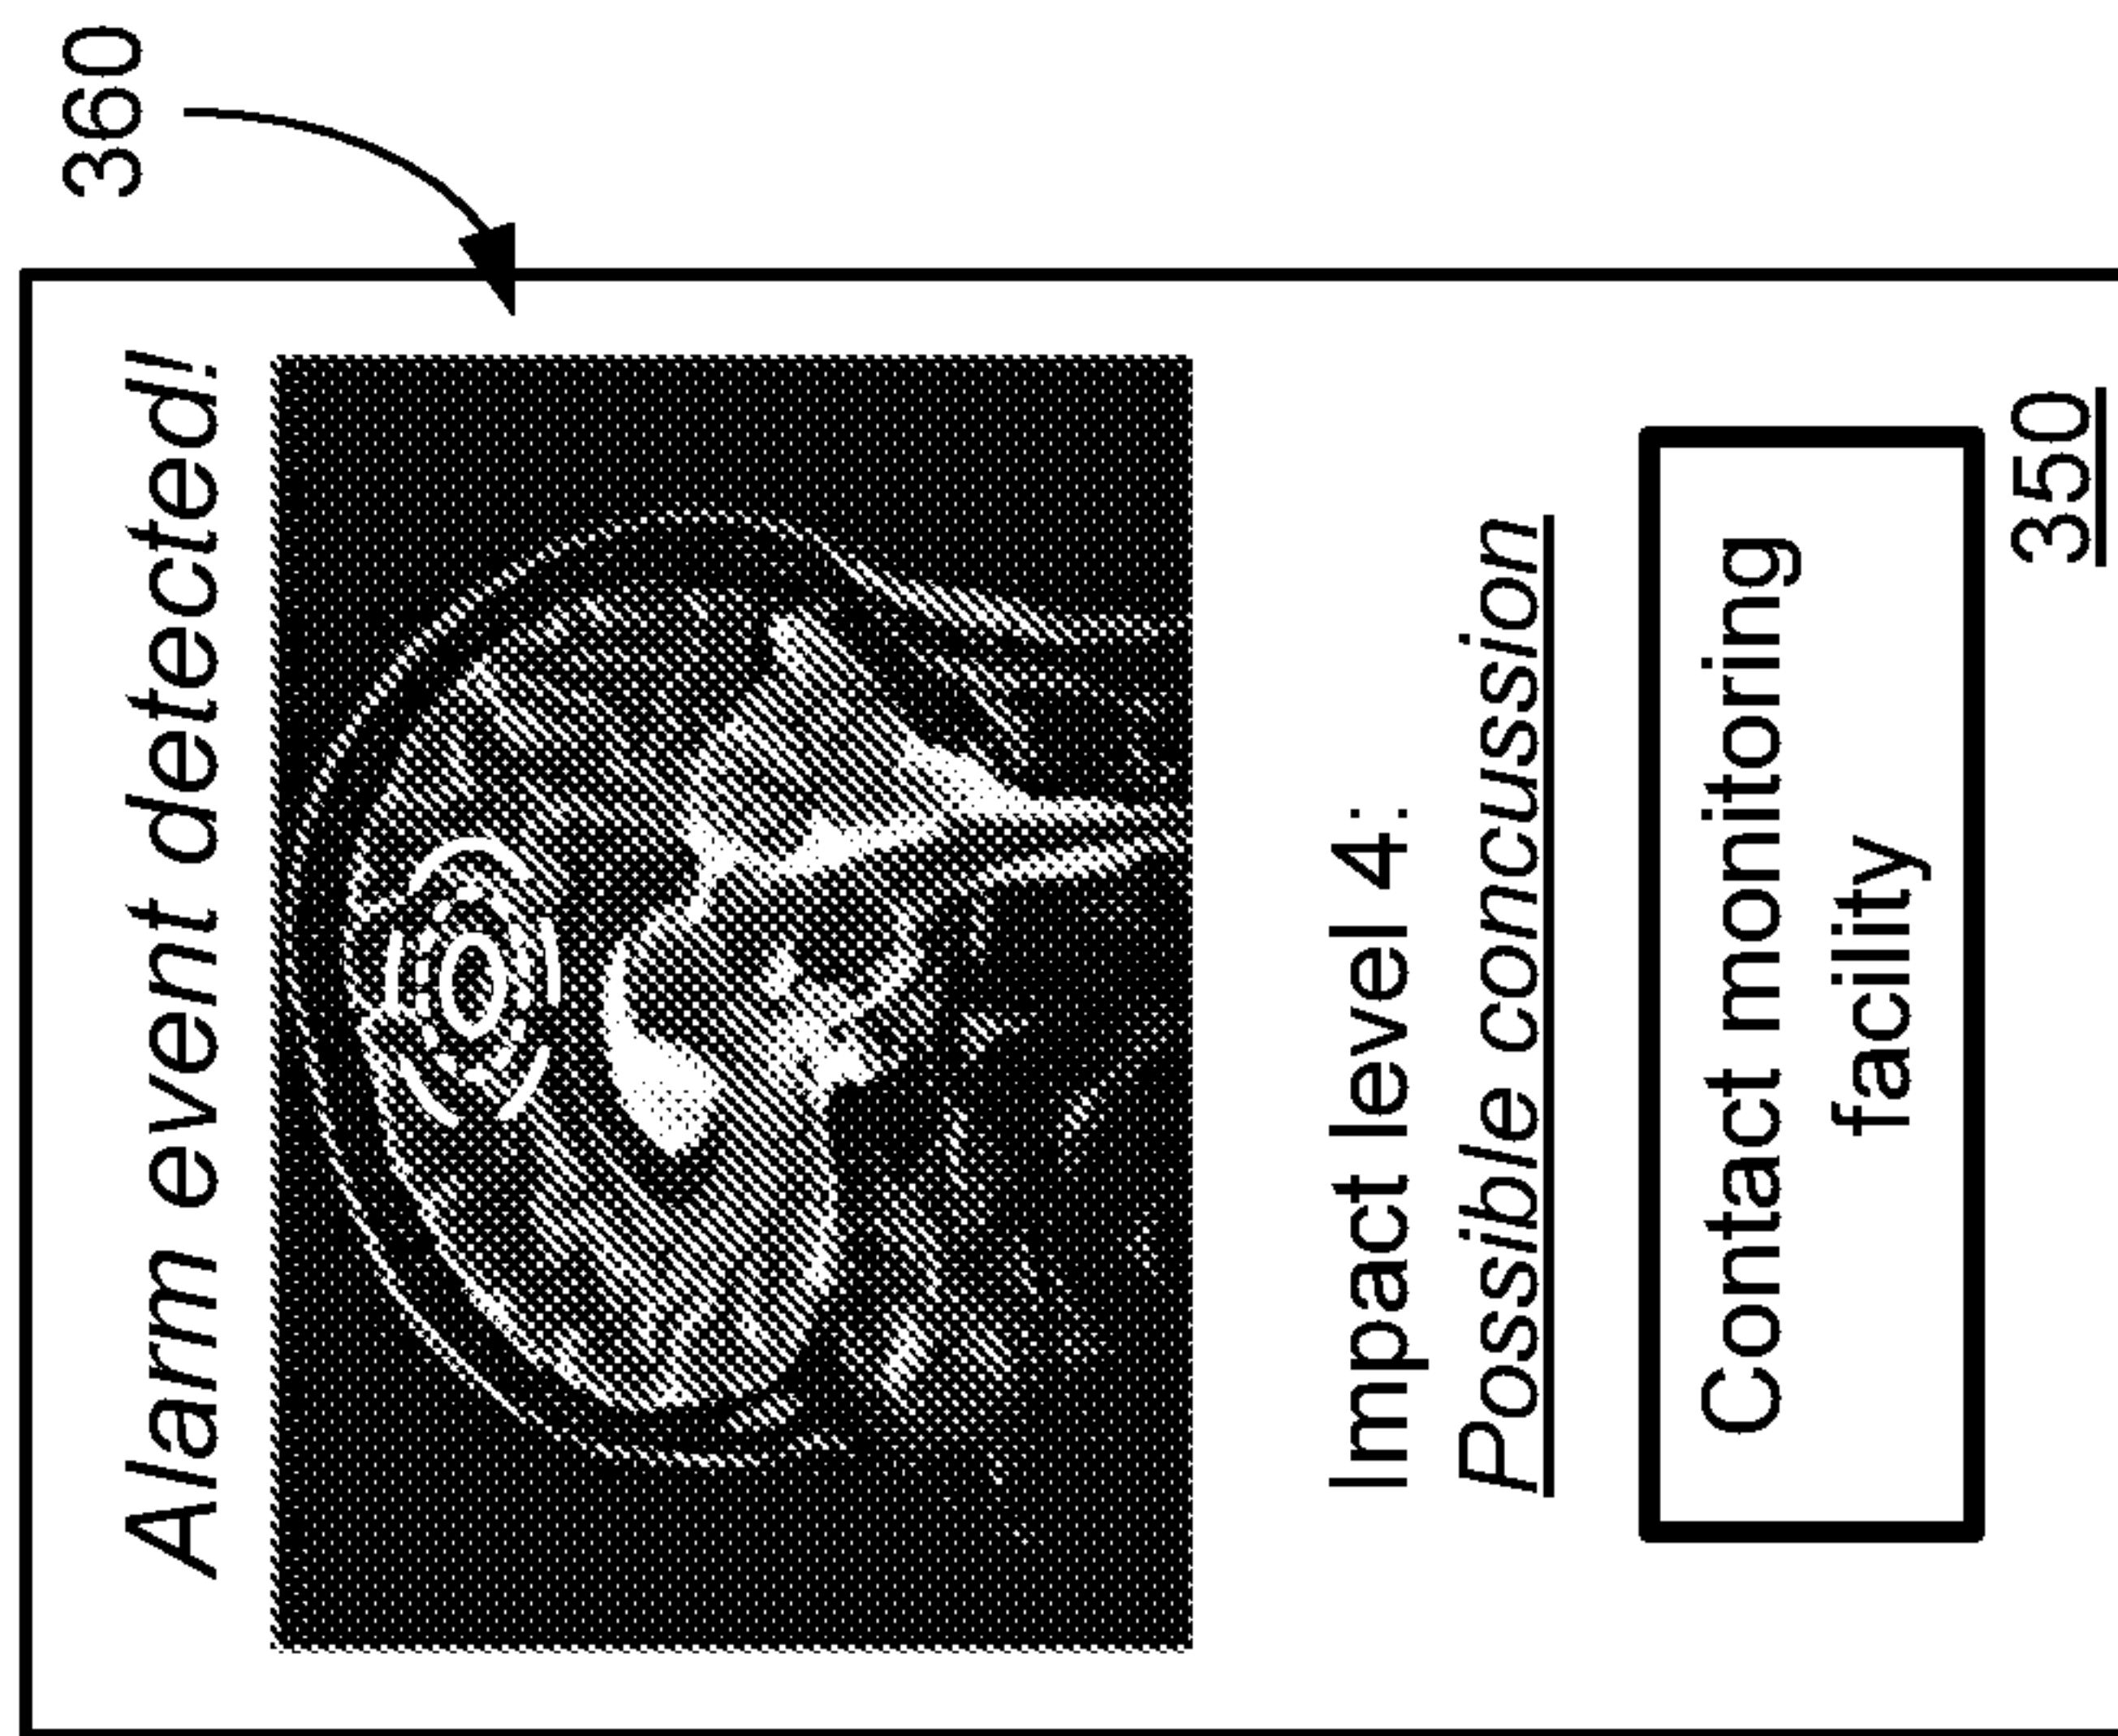 360
Alarm event detected!
Impact level 4:
Possible concussion
Contact monitoring
facility
350